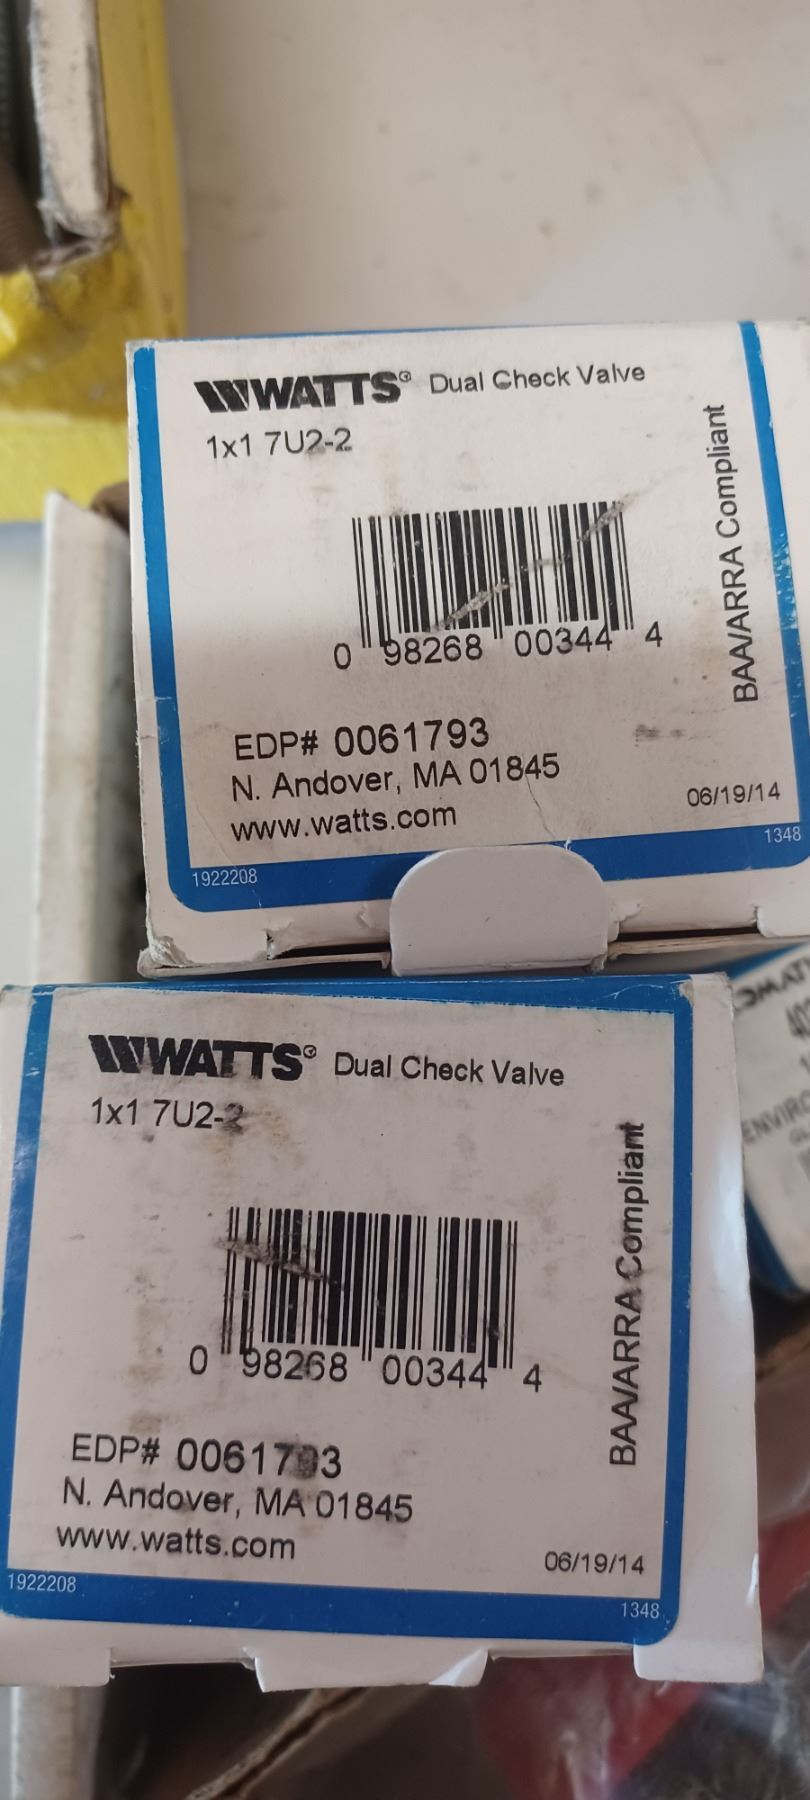 WATTS® Dual Check Valve
1x1 7U2-2
BAA/ARRA Compliant
0 98268 00344 4
EDP# 0061793
N. Andover, MA 01845
www.watts.com
06/19/14
1922208
1348
WATTS® Dual Check Valve
1x1 7U2-2
BAA/ARRA Compliant
0 98268 00344 4
EDP# 0061793
N. Andover, MA 01845
www.watts.com
06/19/14
1922208
1348